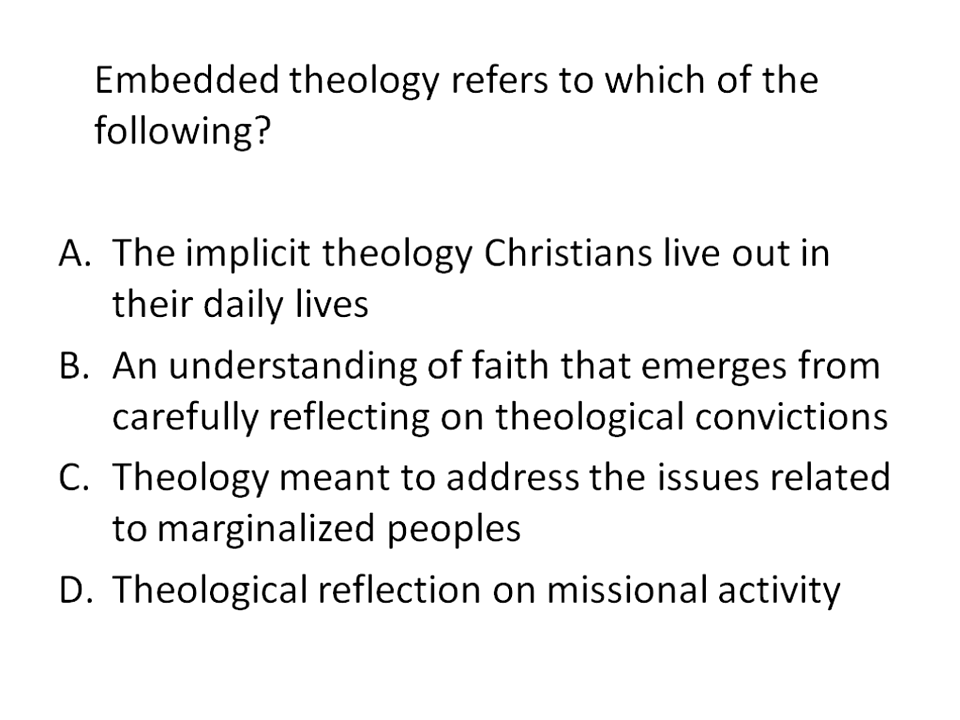 Embedded theology refers to which of the
following?
A. The implicit theology Christians live out in
their daily lives
B. An understanding of faith that emerges from
carefully reflecting on theological convictions
C. Theology meant to address the issues related
to marginalized peoples
D. Theological reflection on missional activity